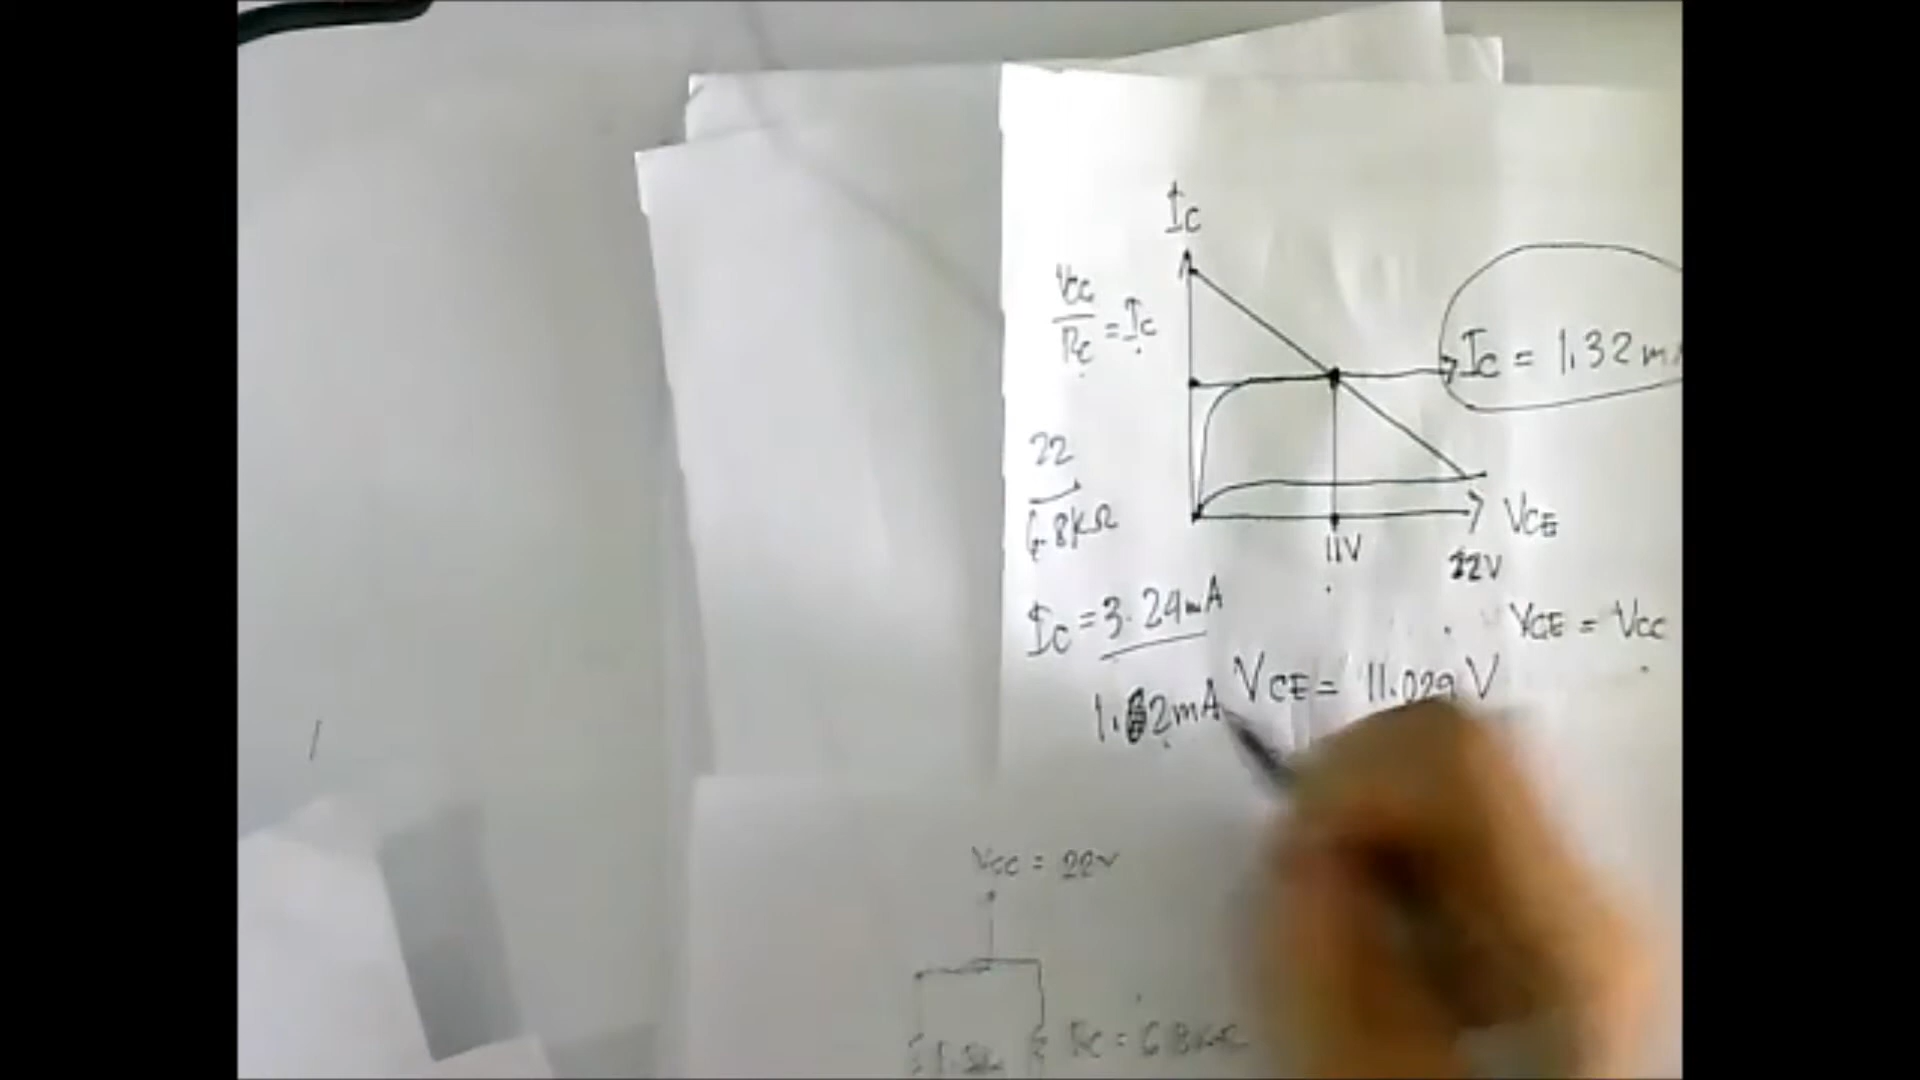 IC
VCC
RC
= IC
IC = 1.32 m
22
6.8KΩ
VCE
11V
22V
IC = 3.24mA
VCE = VCC
VCE = 11.029 V
2mA
VCC = 22V
RC = 6.8KΩ